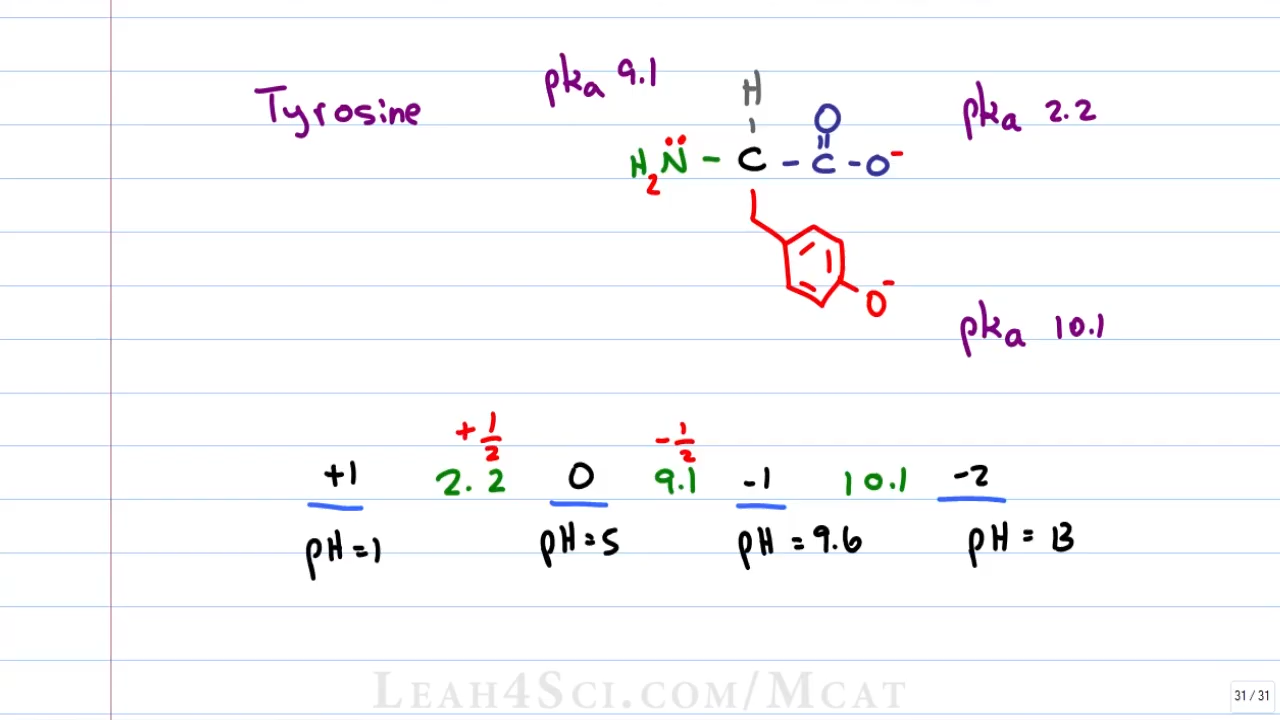 Tyrosine
pka 9.1
H
O
pka 2.2
H2N - C - C - O-
O-
pka 10.1
+1/2 -1/2
+1 2.2 0 9.1 -1 10.1 -2
pH=1 pH=5 pH=9.6 pH=13
LEAH4SCI.COM/MCAT
31/31